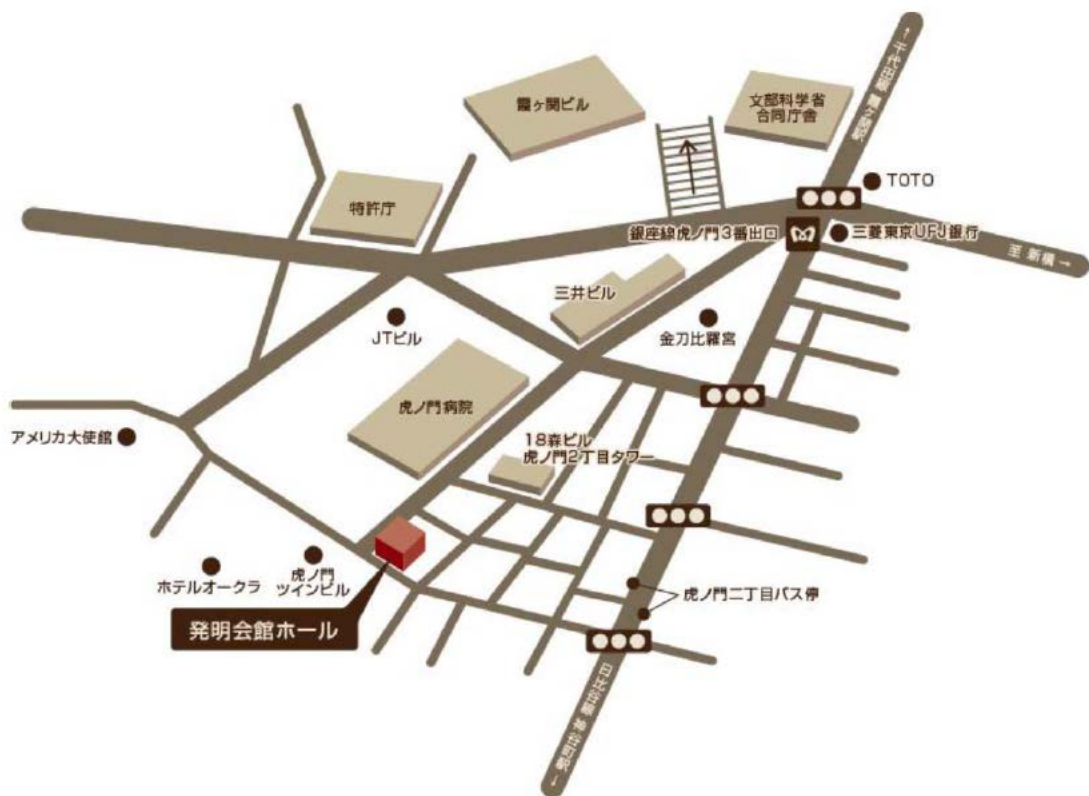 ↑千代田線 霞ヶ関駅
霞ヶ関ビル
文部科学省
合同庁舎
TOTO
特許庁
銀座線虎ノ門3番出口
三菱東京UFJ銀行
至 新橋→
三井ビル
JTビル
金刀比羅宮
虎ノ門病院
アメリカ大使館
18森ビル
虎ノ門2丁目タワー
ホテルオークラ
虎ノ門
ツインビル
虎ノ門二丁目バス停
発明会館ホール
日比谷線 神谷町駅→